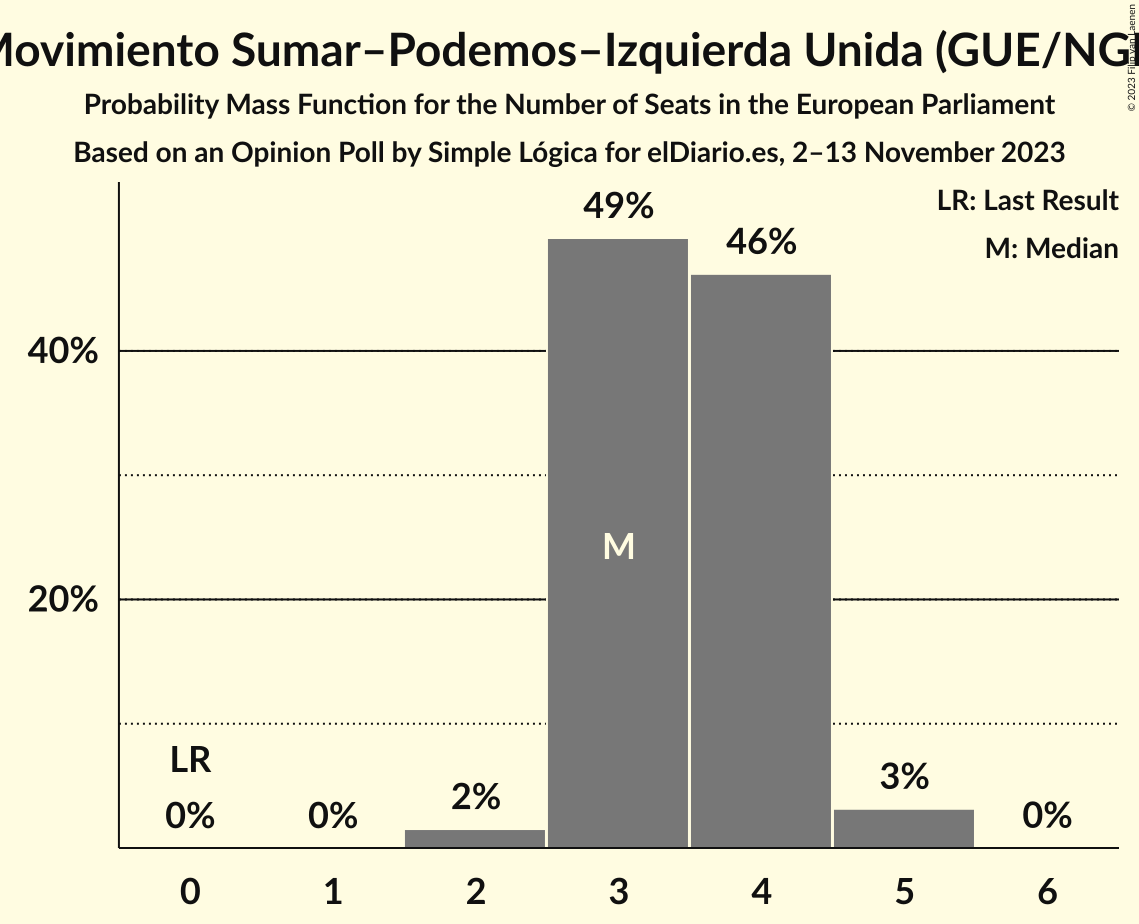 Movimiento Sumar–Podemos–Izquierda Unida (GUE/NG
© 2023 Filip van Laenen
Probability Mass Function for the Number of Seats in the European Parliament
Based on an Opinion Poll by Simple Lógica for elDiario.es, 2–13 November 2023
LR: Last Result
M: Median
49%
46%
40%
M
20%
LR
0%
0%
2%
3%
0%
0 1 2 3 4 5 6